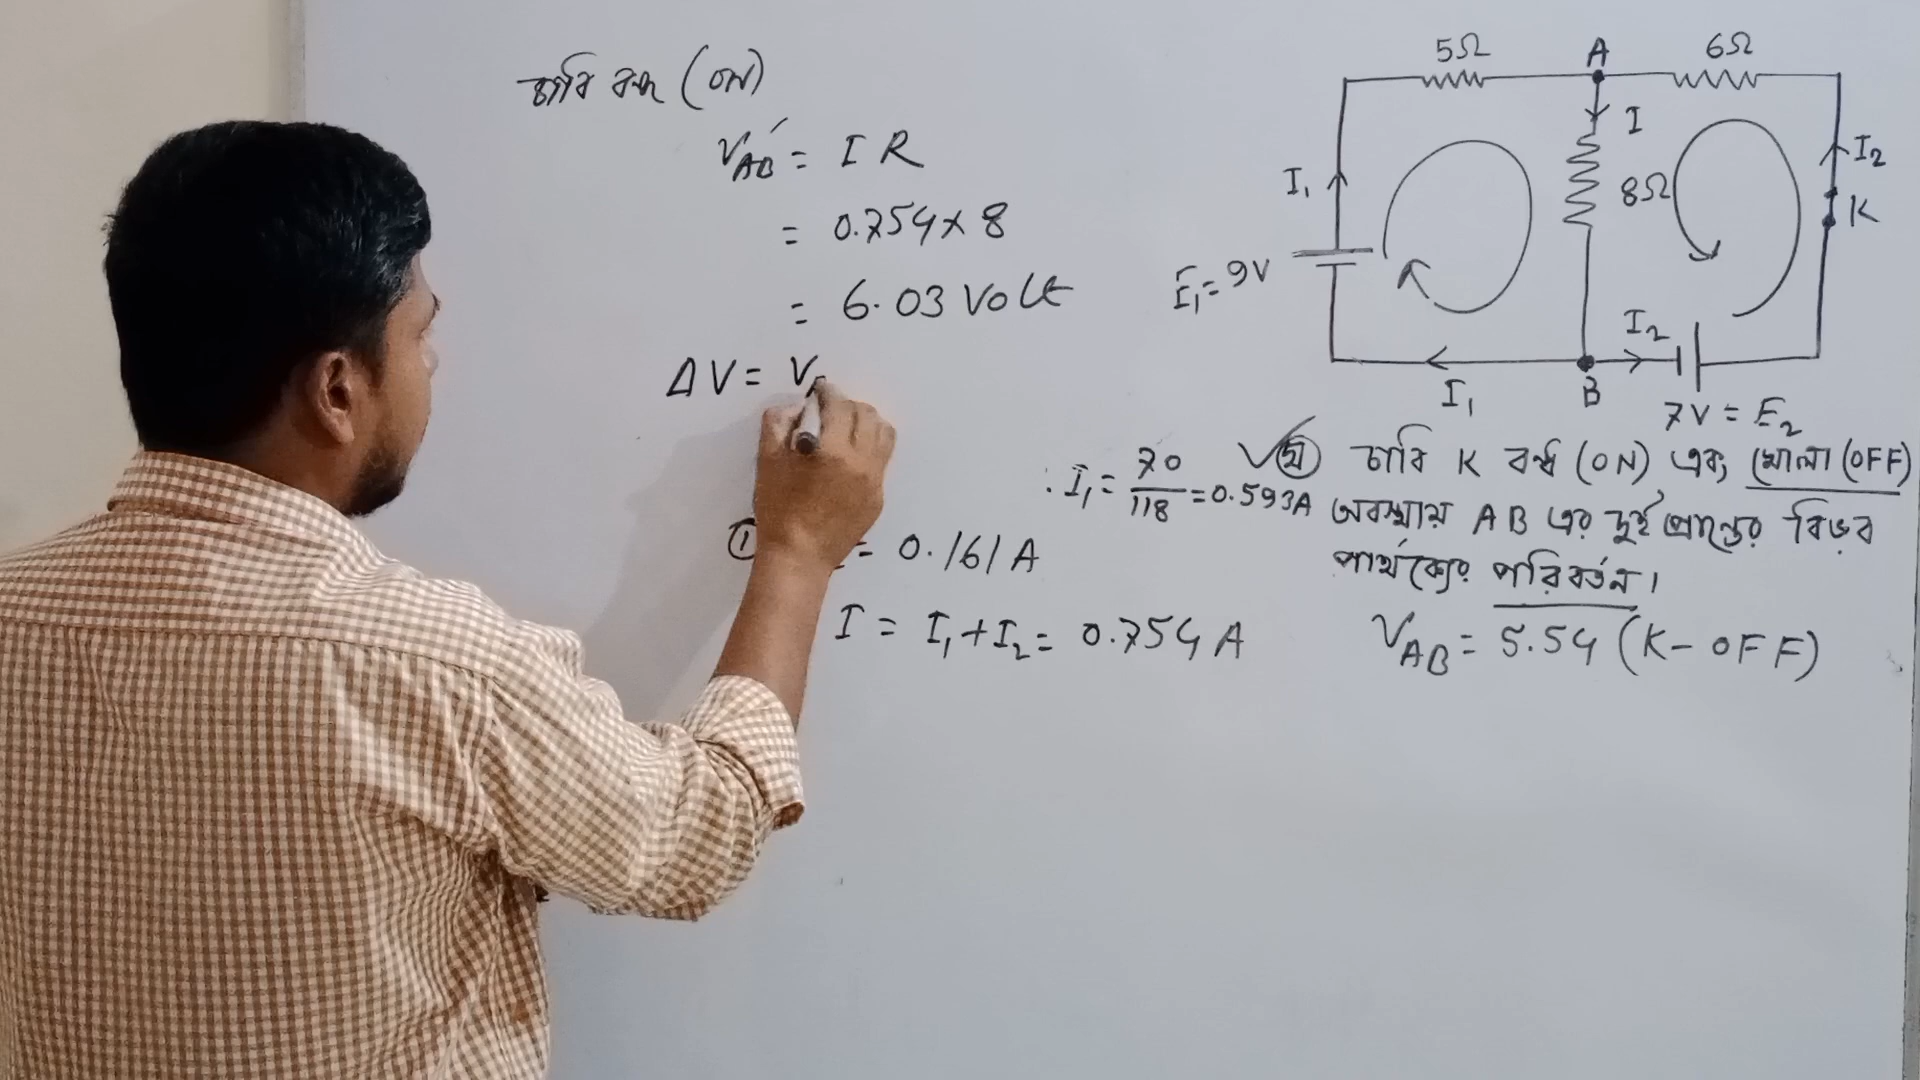 চাবি বন্ধ (ON)
V'AB = I R
= 0.754 × 8
= 6.03 Volt
ΔV = V
① = 0.161 A
I = I₁ + I₂ = 0.754 A
5Ω A 6Ω
I
I₁ 8Ω I₂
K
E₁ = 9V
I₂
I₁ B
7V = E₂
∴ I₁ = 70/118 = 0.593A
ঘ চাবি K বন্ধ (ON) এবং খোলা (OFF)
অবস্থায় AB এর দুই প্রান্তের বিভব
পার্থক্যের পরিবর্তন।
VAB = 5.54 (K-OFF)